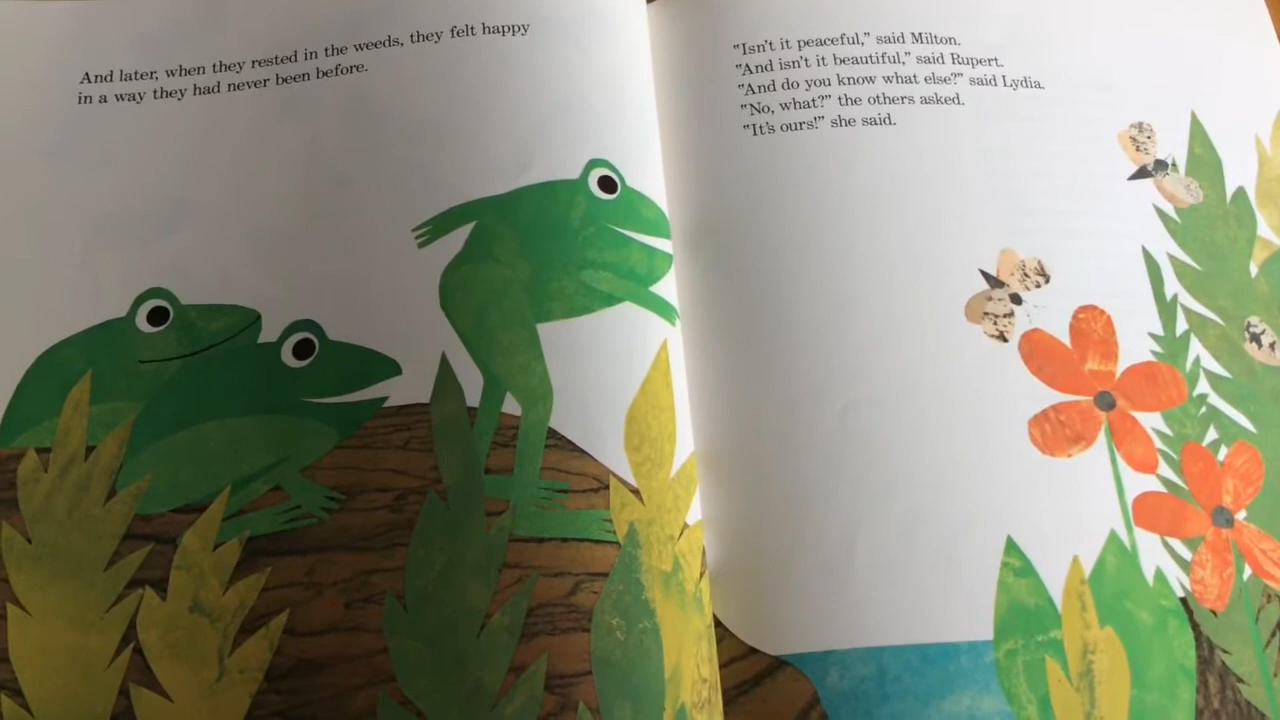 And later, when they rested in the weeds, they felt happy
in a way they had never been before.
“Isn’t it peaceful,” said Milton.
“And isn’t it beautiful,” said Rupert.
“And do you know what else?” said Lydia.
“No, what?” the others asked.
“It’s ours!” she said.